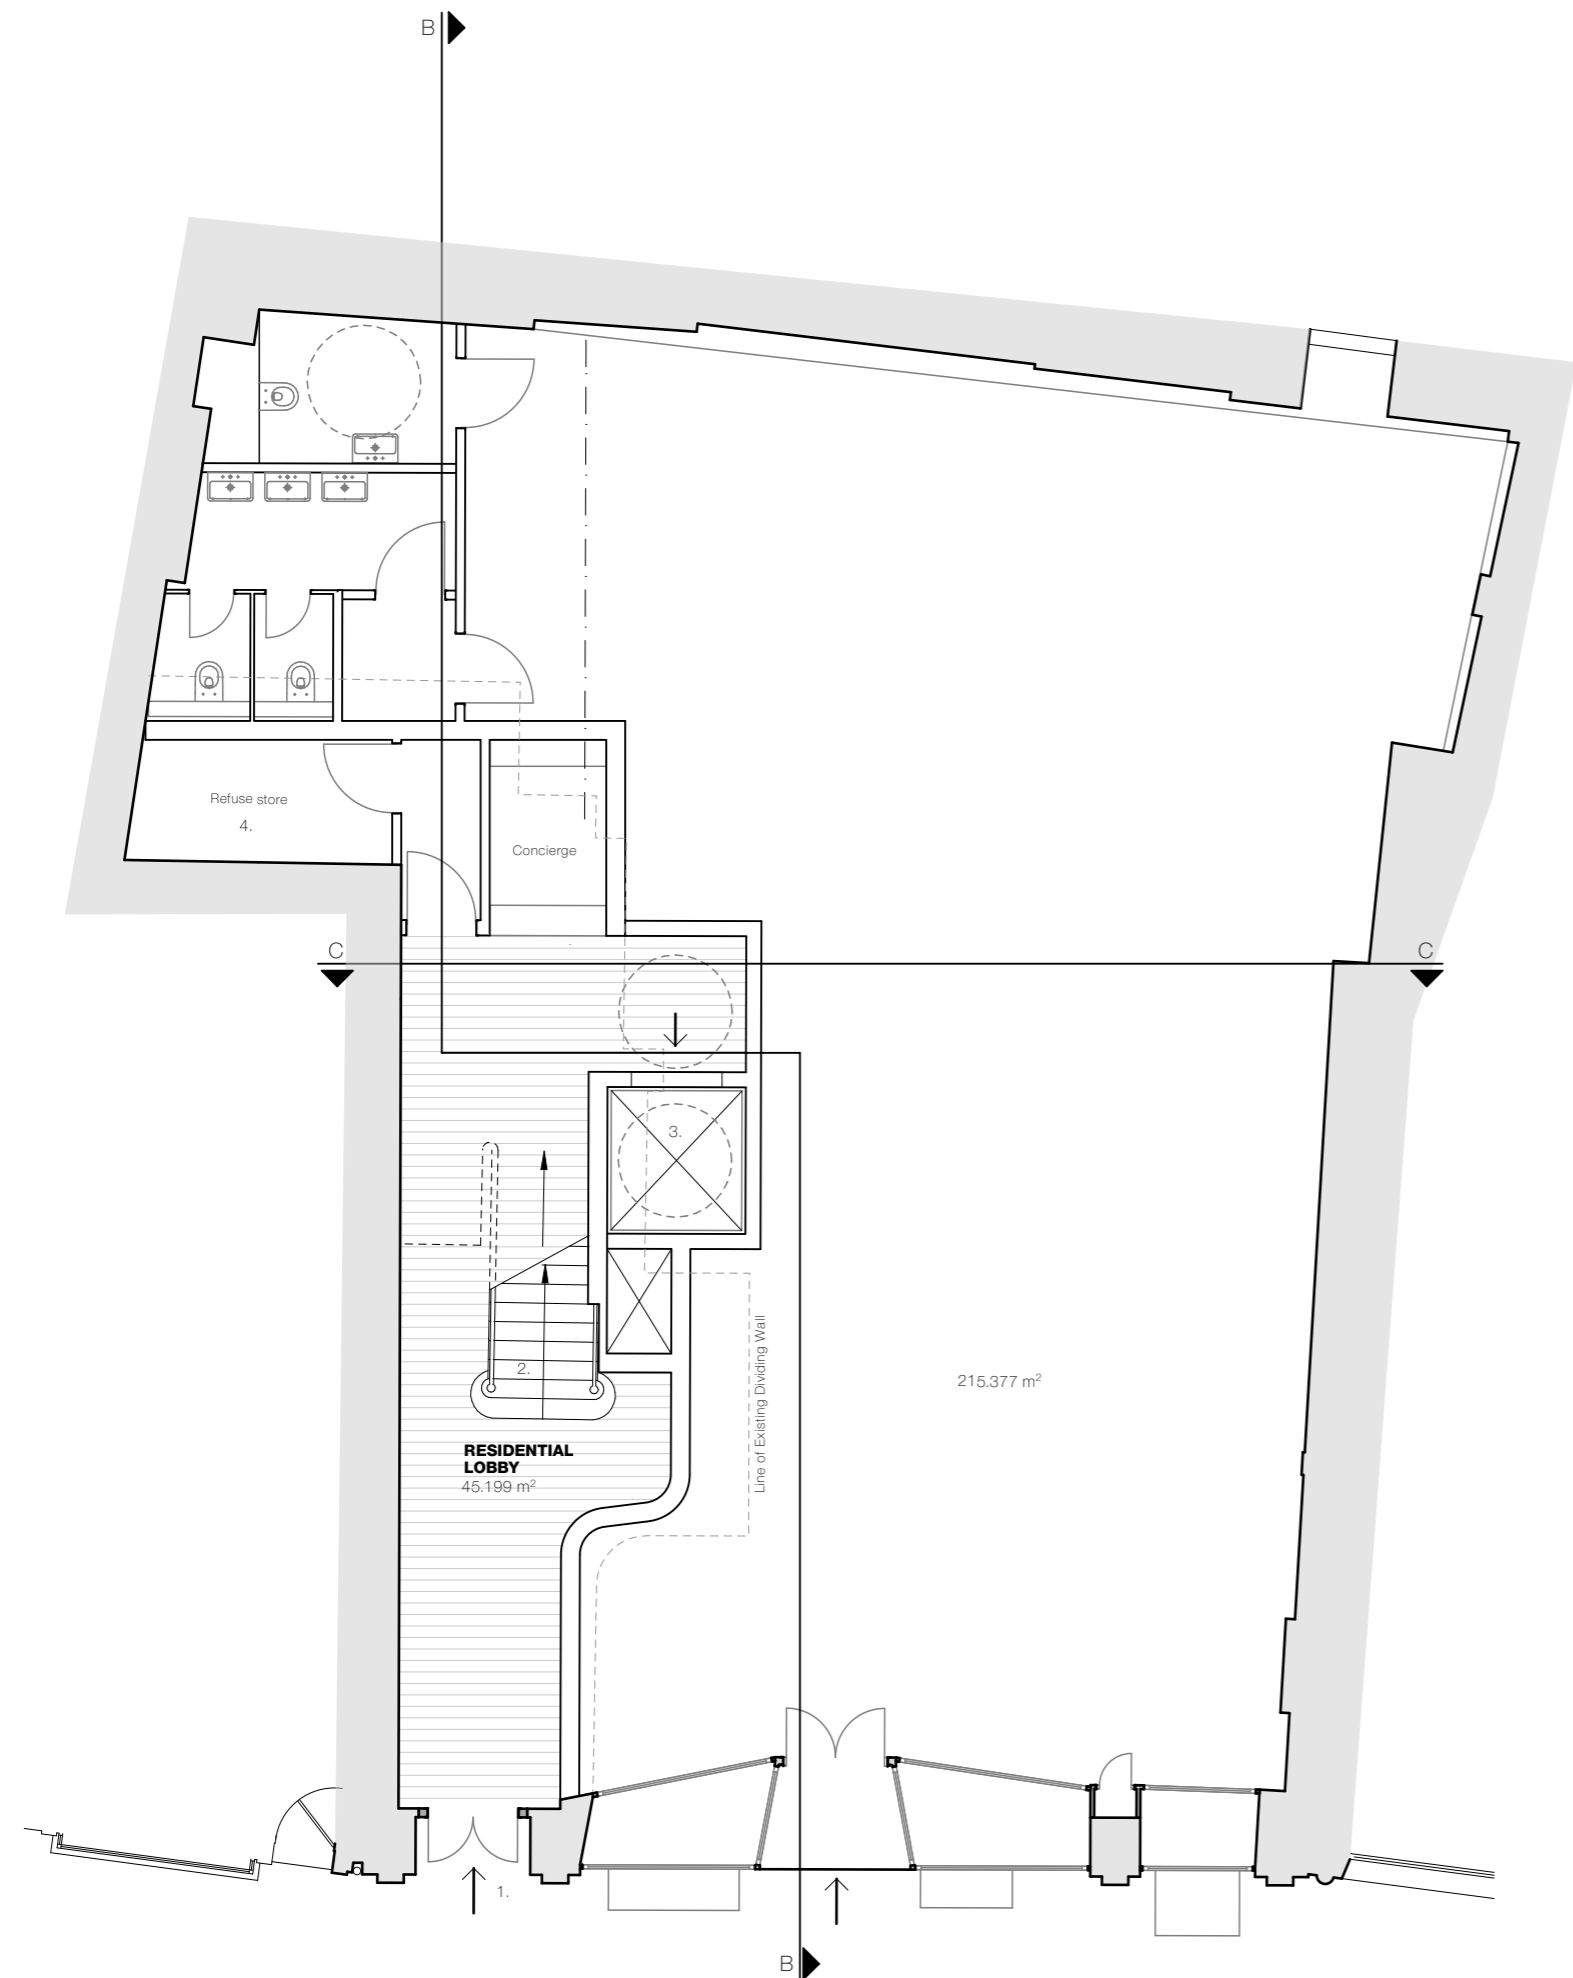 B
Refuse store
4.
Concierge
C
C
3.
Line of Existing Dividing Wall
2.
215.377 m²
RESIDENTIAL
LOBBY
45.199 m²
1.
B